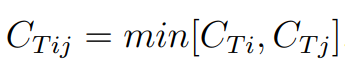 C_{Tij} = min[C_{Ti}, C_{Tj}]